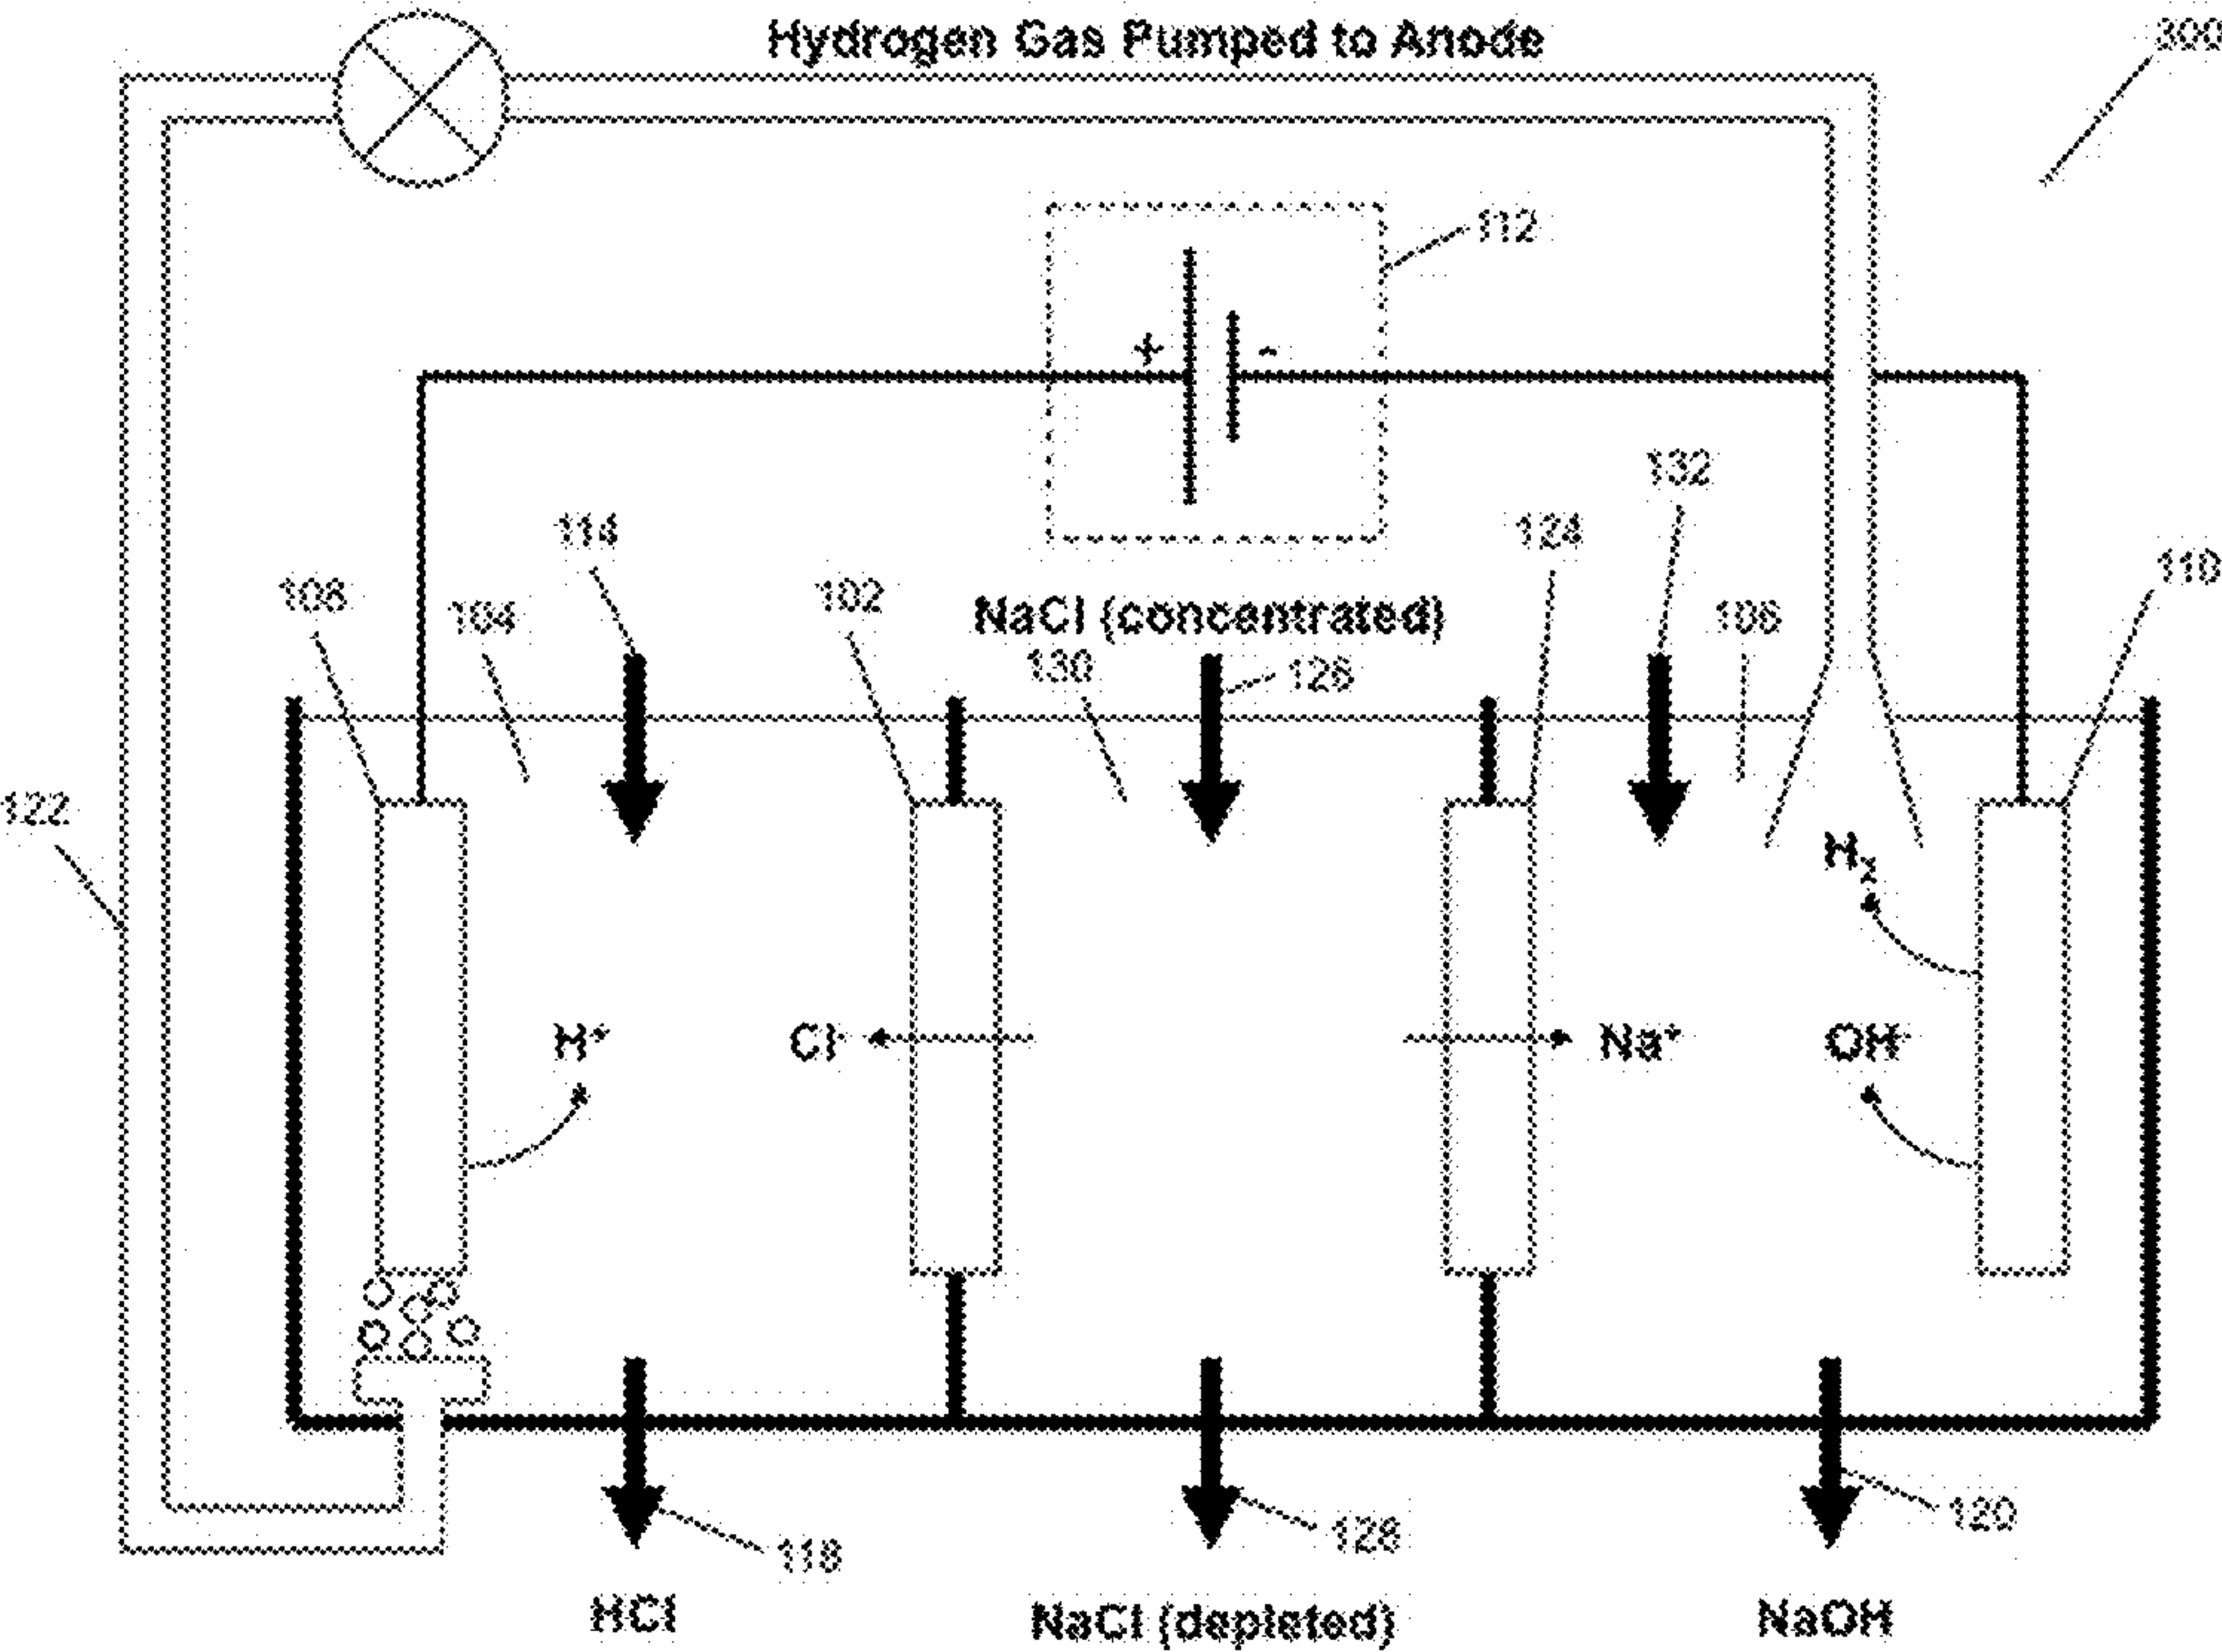 Hydrogen Gas Pumped to Anode
300
112
+ -
132
114
124
110
108
102
104
NaCl (concentrated)
106
130
126
122
H2
H+
Cl-
Na+
OH-
120
128
118
HCl
NaCl (depleted)
NaOH